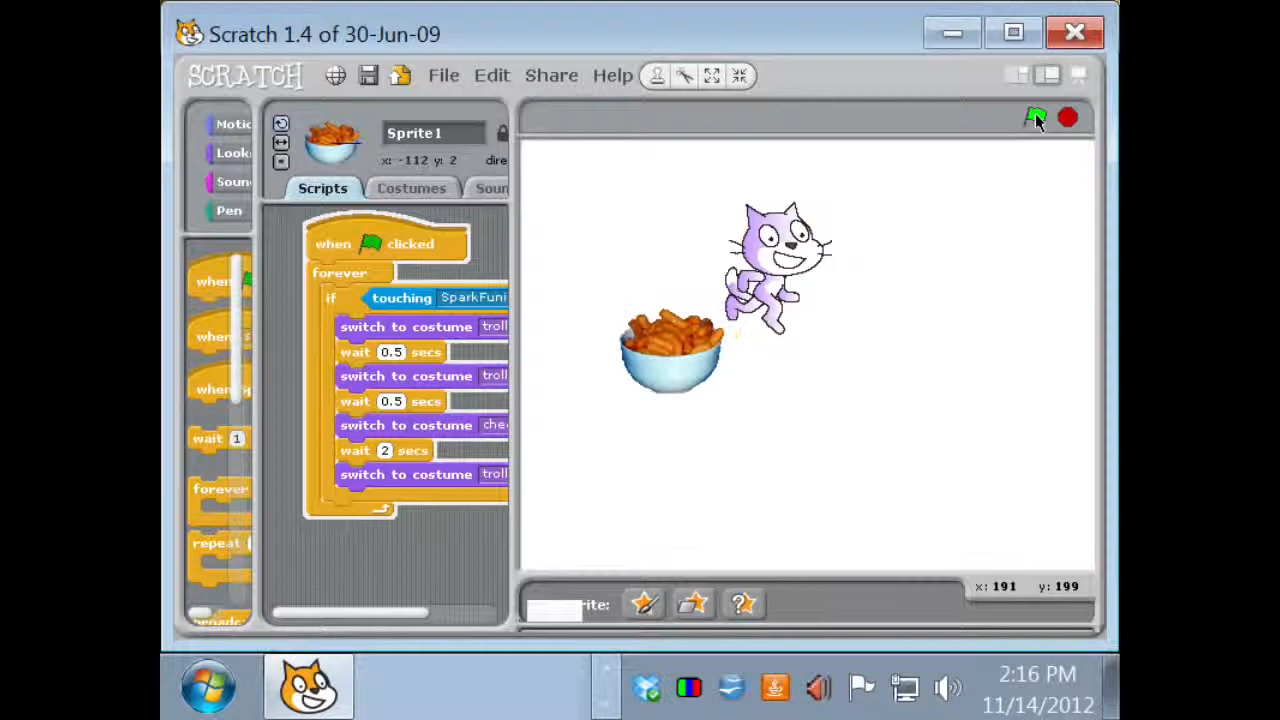 Scratch 1.4 of 30-Jun-09
SCRATCH File Edit Share Help
Motic
Look
Soun
Pen
Sprite1
x: -112 y: 2 dire
Scripts Costumes Soun
when clicked
forever
if touching SparkFuni
switch to costume troll
wait 0.5 secs
switch to costume troll
wait 0.5 secs
switch to costume che
wait 2 secs
switch to costume troll
when
when
when
wait 1
forever
repeat
broadc
rite:
x: 191 y: 199
2:16 PM
11/14/2012